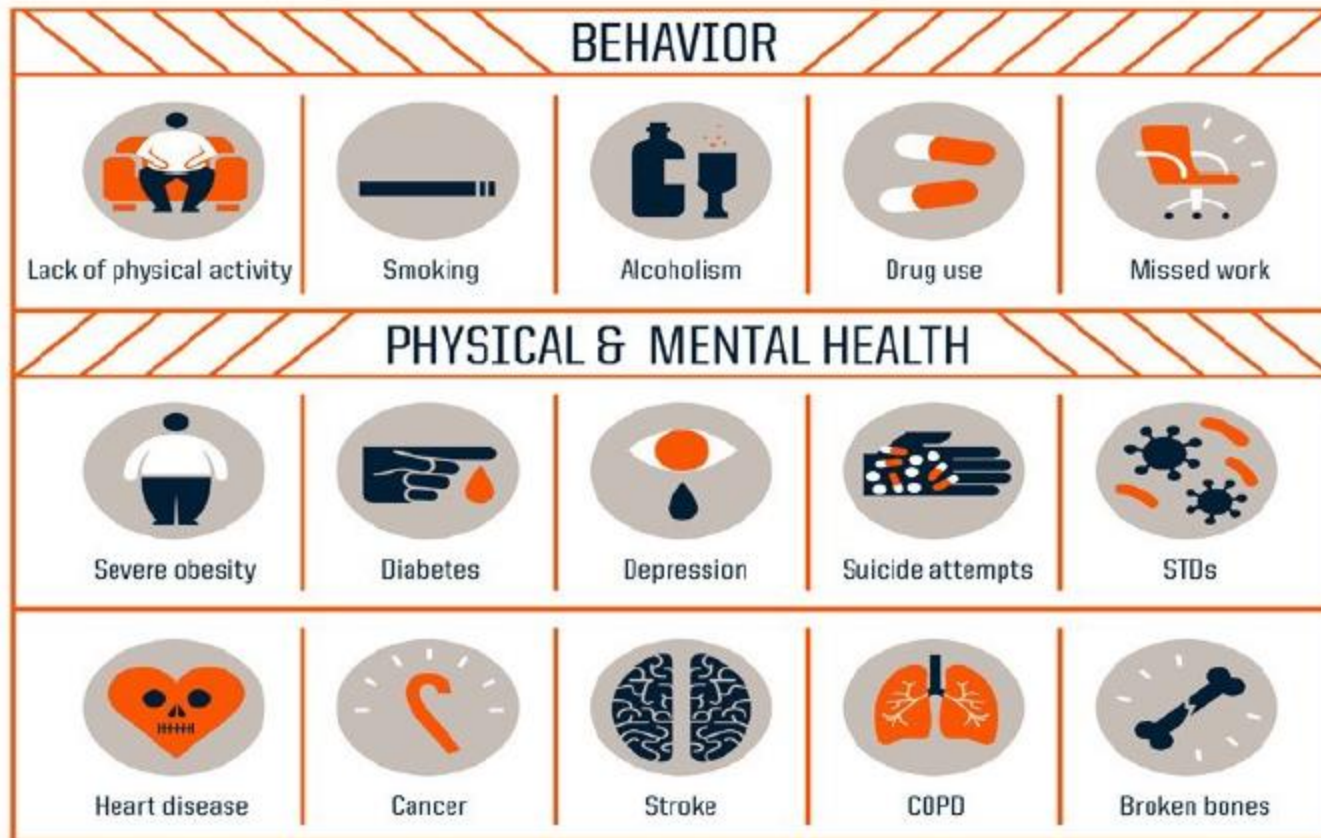 BEHAVIOR
Lack of physical activity
Smoking
Alcoholism
Drug use
Missed work
PHYSICAL & MENTAL HEALTH
Severe obesity
Diabetes
Depression
Suicide attempts
STDs
Heart disease
Cancer
Stroke
COPD
Broken bones